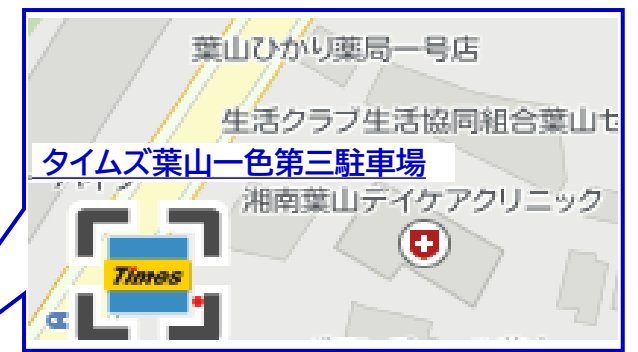 葉山ひかり薬局一号店
生活クラブ生活協同組合葉山セ
タイムズ葉山一色第三駐車場
湘南葉山デイケアクリニック
Times